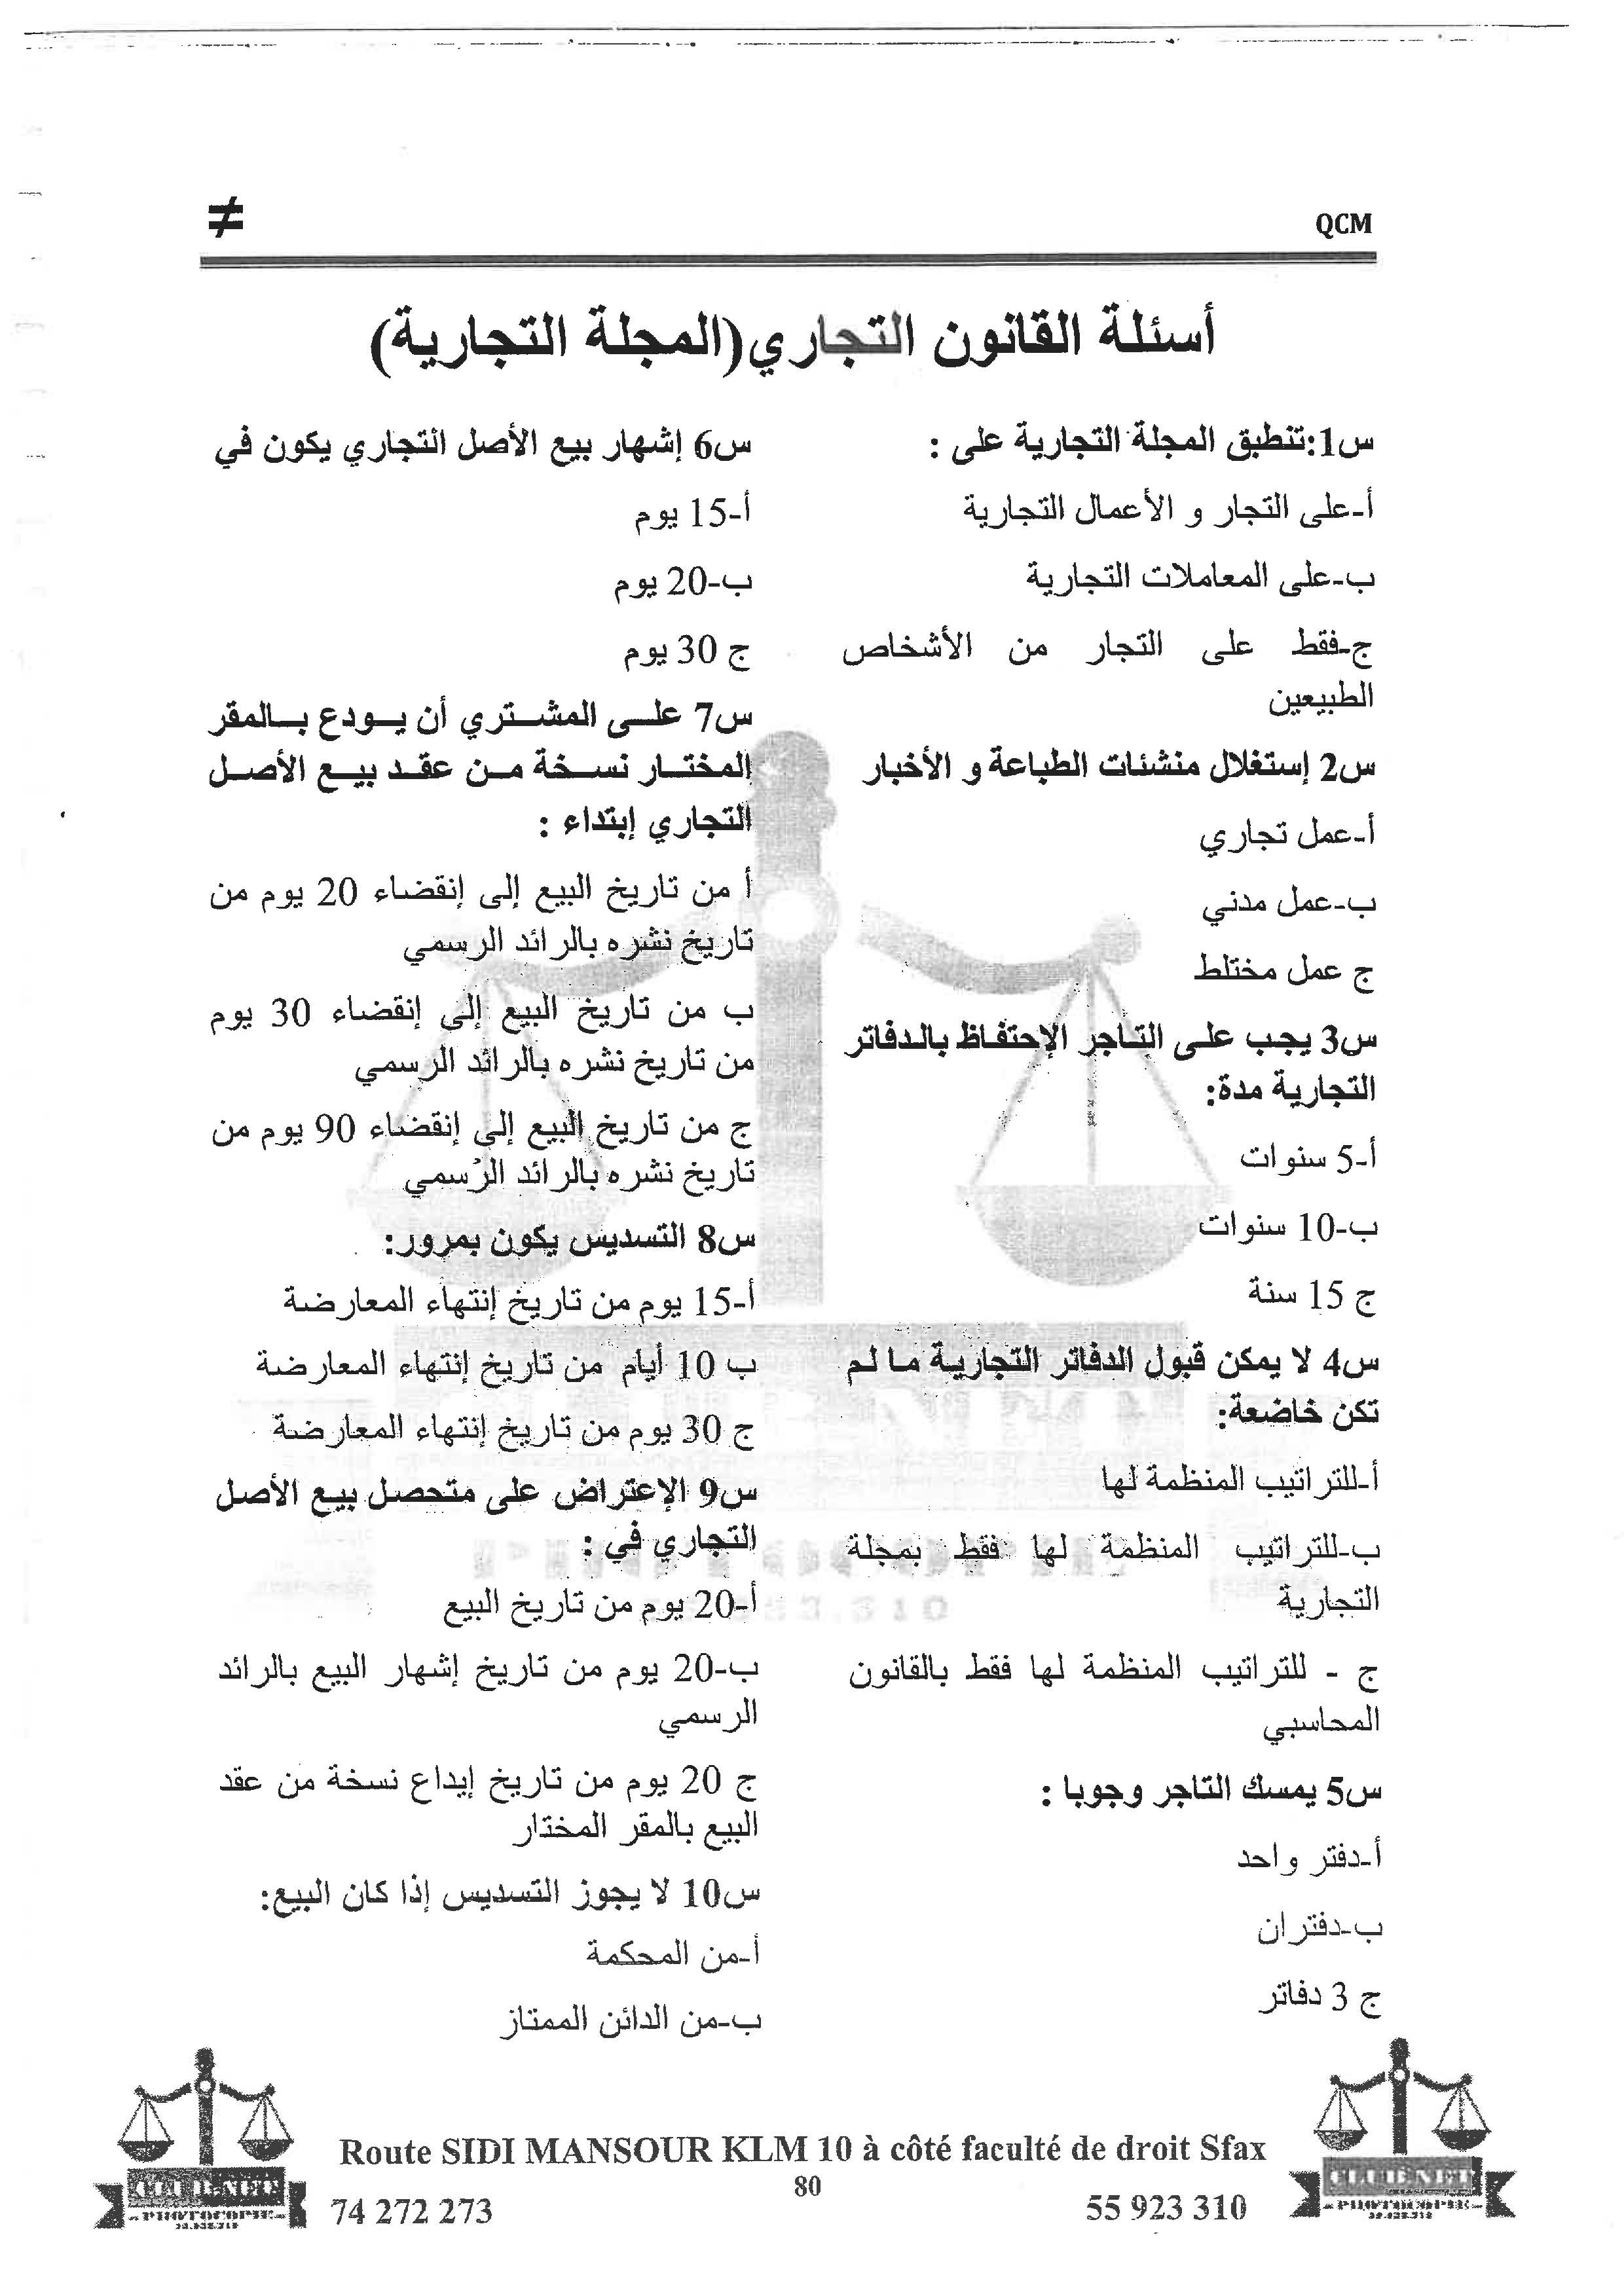 QCM
≠
أسئلة القانون التجاري(المجلة التجارية)
س1:تنطبق المجلة التجارية على :
أ-على التجار و الأعمال التجارية
ب-على المعاملات التجارية
ج-فقط على التجار من الأشخاص
الطبيعين
س2 إستغلال منشئات الطباعة و الأخبار
أ-عمل تجاري
ب-عمل مدني
ج عمل مختلط
س3 يجب على التاجر الإحتفاظ بالدفاتر
التجارية مدة:
أ-5 سنوات
ب-10 سنوات
ج 15 سنة
س4 لا يمكن قبول الدفاتر التجارية ما لم
تكن خاضعة:
أ-للتراتيب المنظمة لها
ب-للتراتيب المنظمة لها فقط بمجلة
التجارية
ج - للتراتيب المنظمة لها فقط بالقانون
المحاسبي
س5 يمسك التاجر وجوبا :
أ-دفتر واحد
ب-دفتران
ج 3 دفاتر
س6 إشهار بيع الأصل التجاري يكون في
أ-15 يوم
ب-20 يوم
ج 30 يوم
س7 على المشتري أن يودع بالمقر
المختار نسخة من عقد بيع الأصل
التجاري إبتداء :
أ من تاريخ البيع إلى إنقضاء 20 يوم من
تاريخ نشره بالرائد الرسمي
ب من تاريخ البيع إلى إنقضاء 30 يوم
من تاريخ نشره بالرائد الرسمي
ج من تاريخ البيع إلى إنقضاء 90 يوم من
تاريخ نشره بالرائد الرسمي
س8 التسديس يكون بمرور:
أ-15 يوم من تاريخ إنتهاء المعارضة
ب 10 أيام من تاريخ إنتهاء المعارضة
ج 30 يوم من تاريخ إنتهاء المعارضة
س9 الإعتراض على متحصل بيع الأصل
التجاري في :
أ-20 يوم من تاريخ البيع
ب-20 يوم من تاريخ إشهار البيع بالرائد
الرسمي
ج 20 يوم من تاريخ إيداع نسخة من عقد
البيع بالمقر المختار
س10 لا يجوز التسديس إذا كان البيع:
أ-من المحكمة
ب-من الدائن الممتاز
Route SIDI MANSOUR KLM 10 à côté faculté de droit Sfax
80
74 272 273
55 923 310
CLUB NET
PHOTOCOPIE
CLUB NET
PHOTOCOPIE